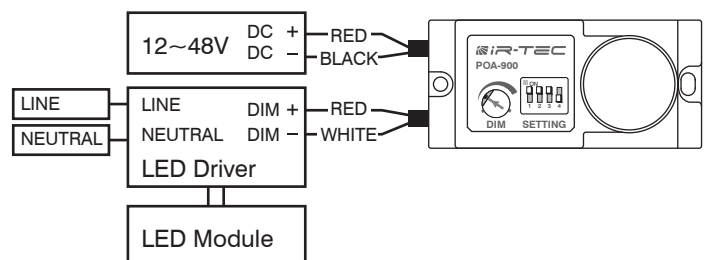 12~48V
DC +
DC –
RED
BLACK
iR-TEC
POA-900
ON
1 2 3 4
DIM
SETTING
LINE
NEUTRAL
LINE
NEUTRAL
DIM +
DIM –
RED
WHITE
LED Driver
LED Module